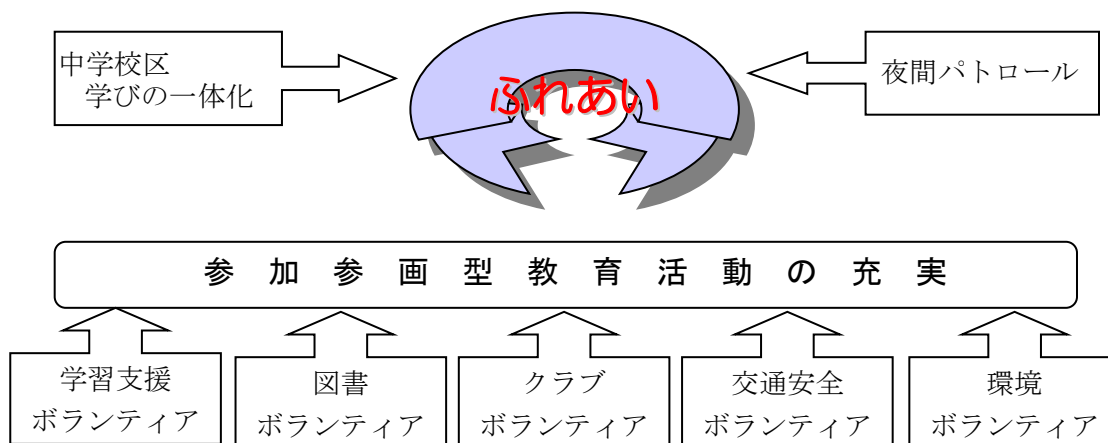 中学校区
学びの一体化
ふれあい
夜間パトロール
参加参画型教育活動の充実
学習支援
ボランティア
図書
ボランティア
クラブ
ボランティア
交通安全
ボランティア
環境
ボランティア